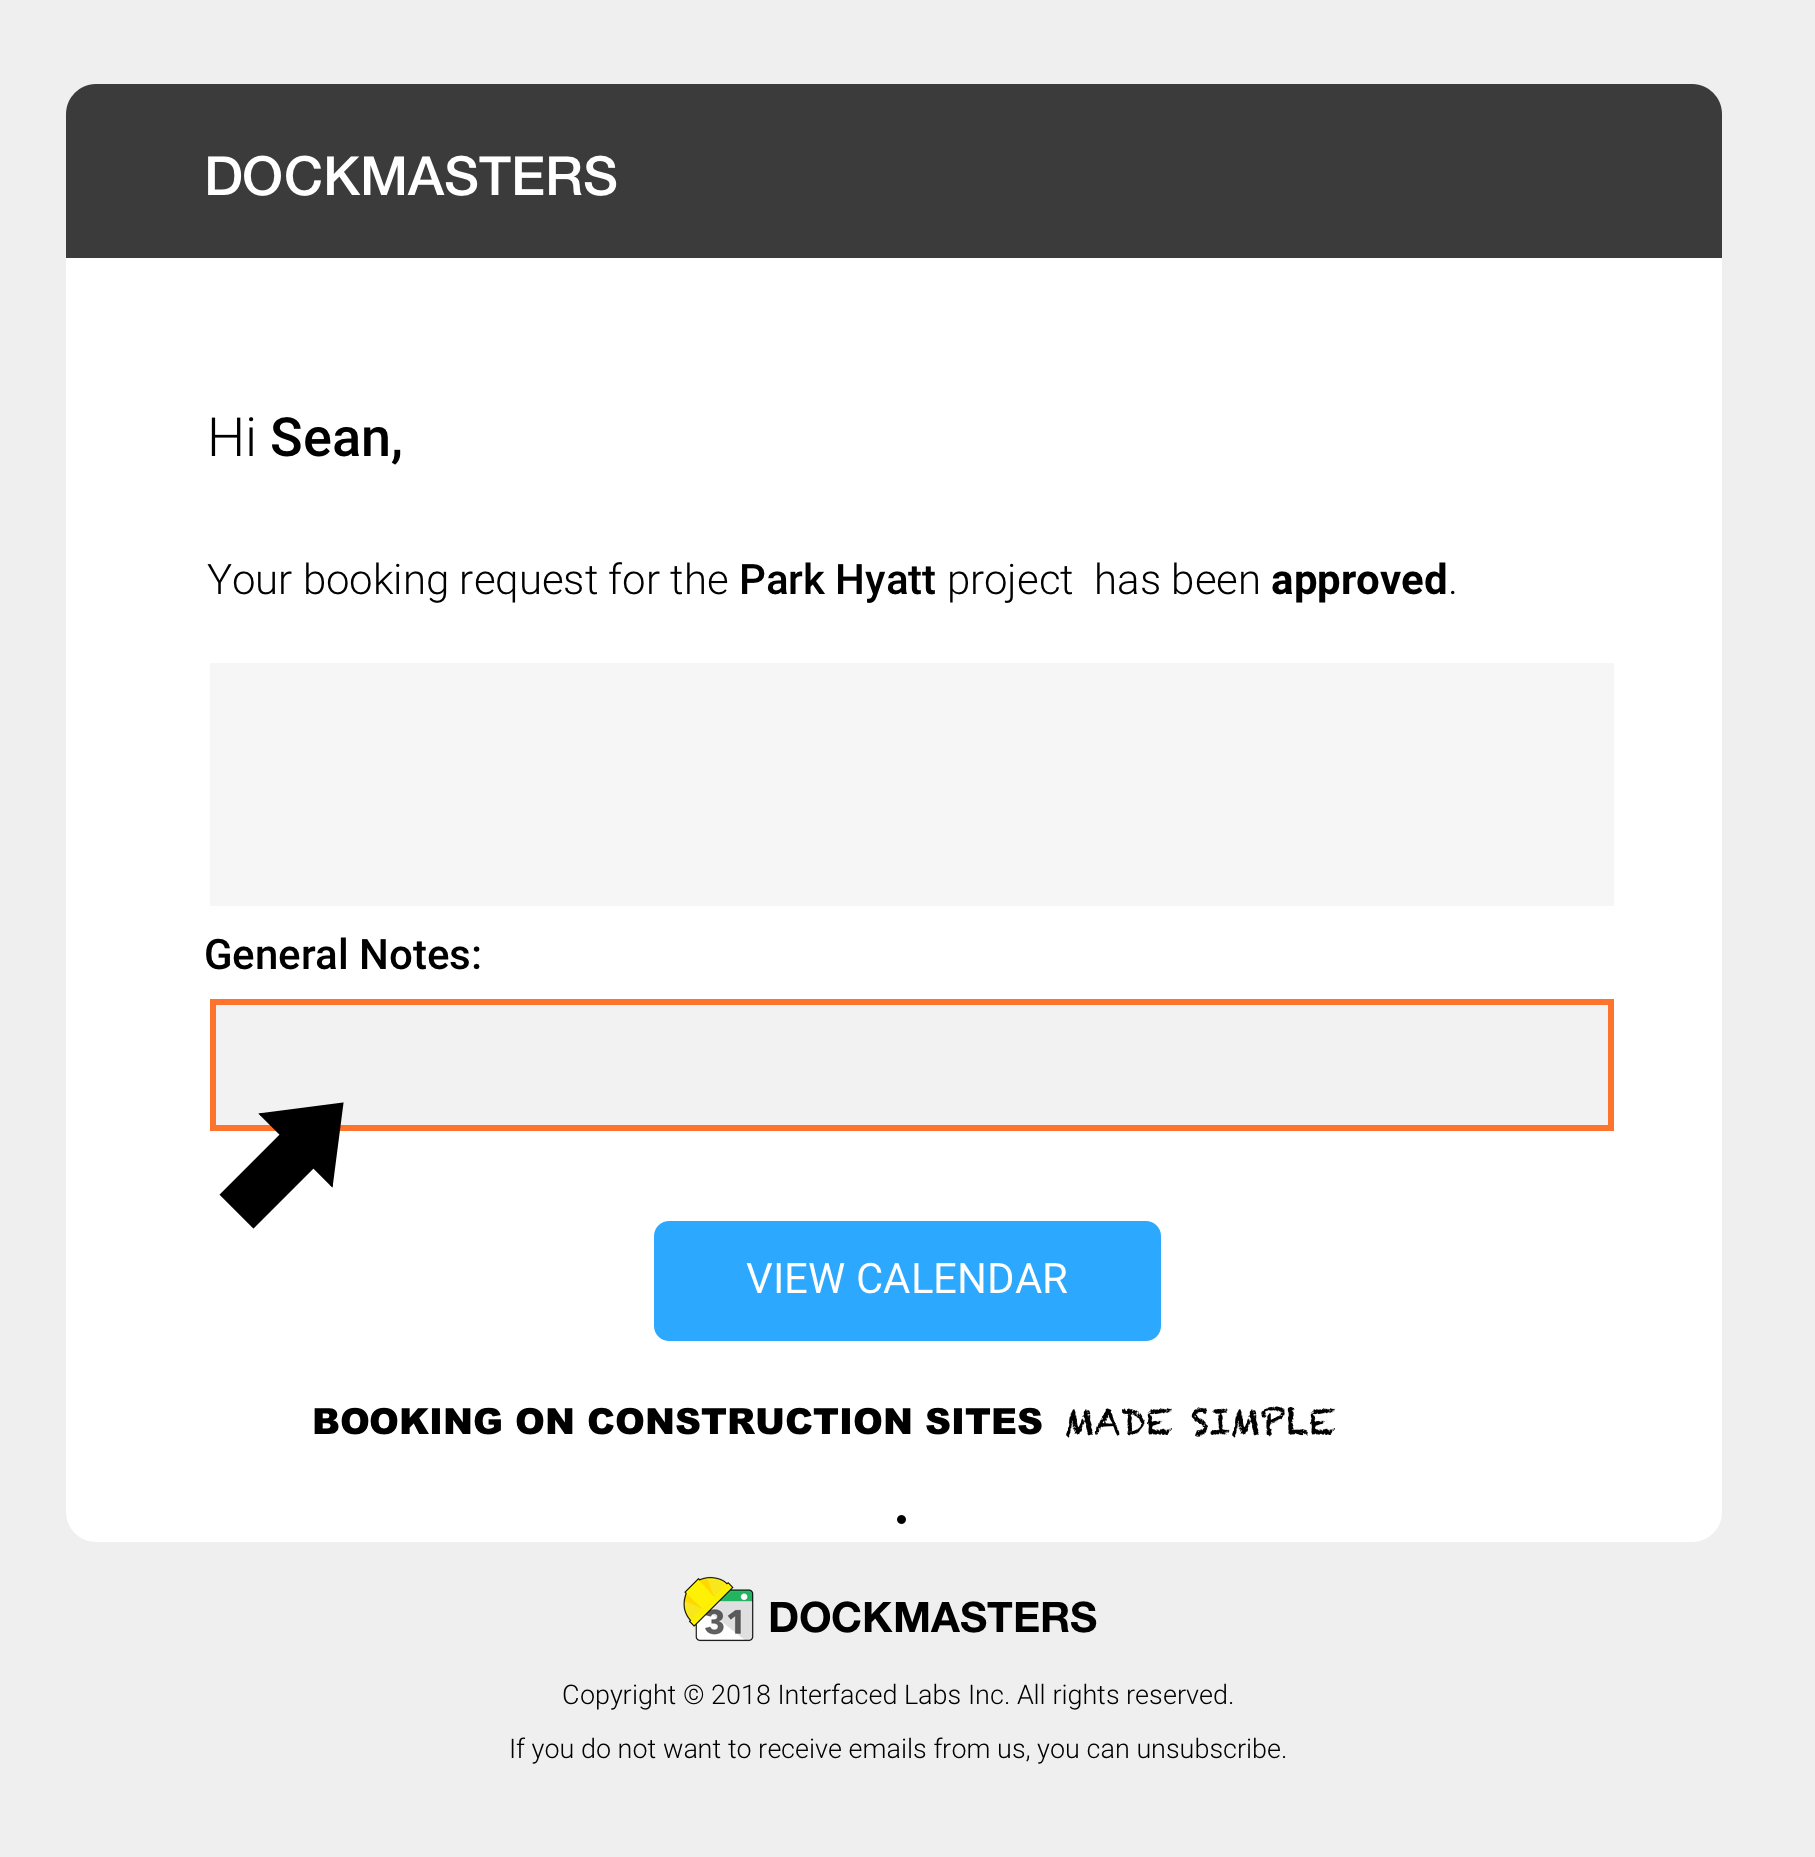 DOCKMASTERS
Hi Sean,
Your booking request for the Park Hyatt project has been approved.
General Notes:
VIEW CALENDAR
BOOKING ON CONSTRUCTION SITES MADE SIMPLE
.
31 DOCKMASTERS
Copyright © 2018 Interfaced Labs Inc. All rights reserved.
If you do not want to receive emails from us, you can unsubscribe.